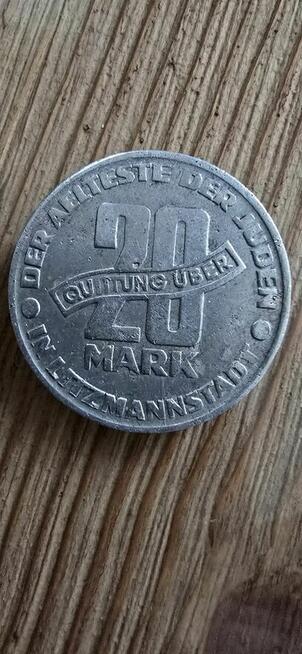 DER AELTESTE DER JUDEN
20
QUITTUNG ÜBER
MARK
IN LITZMANNSTADT